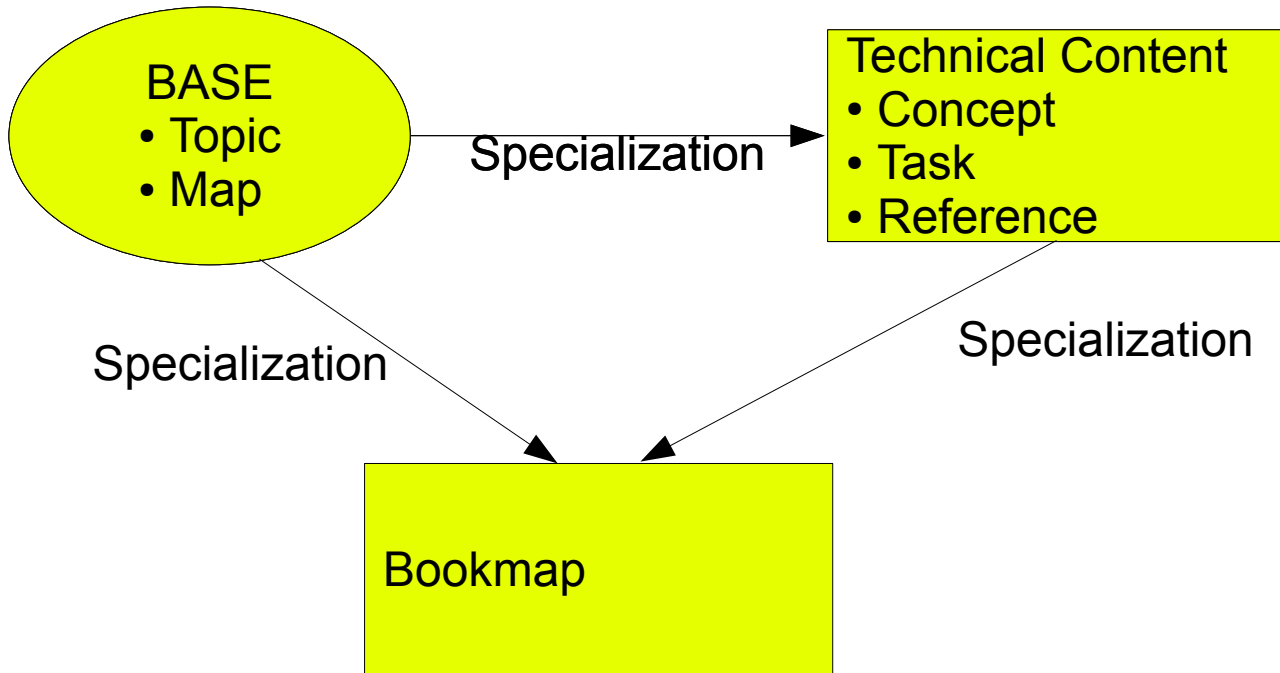 BASE
• Topic
• Map
Specialization
Technical Content
• Concept
• Task
• Reference
Specialization
Specialization
Bookmap